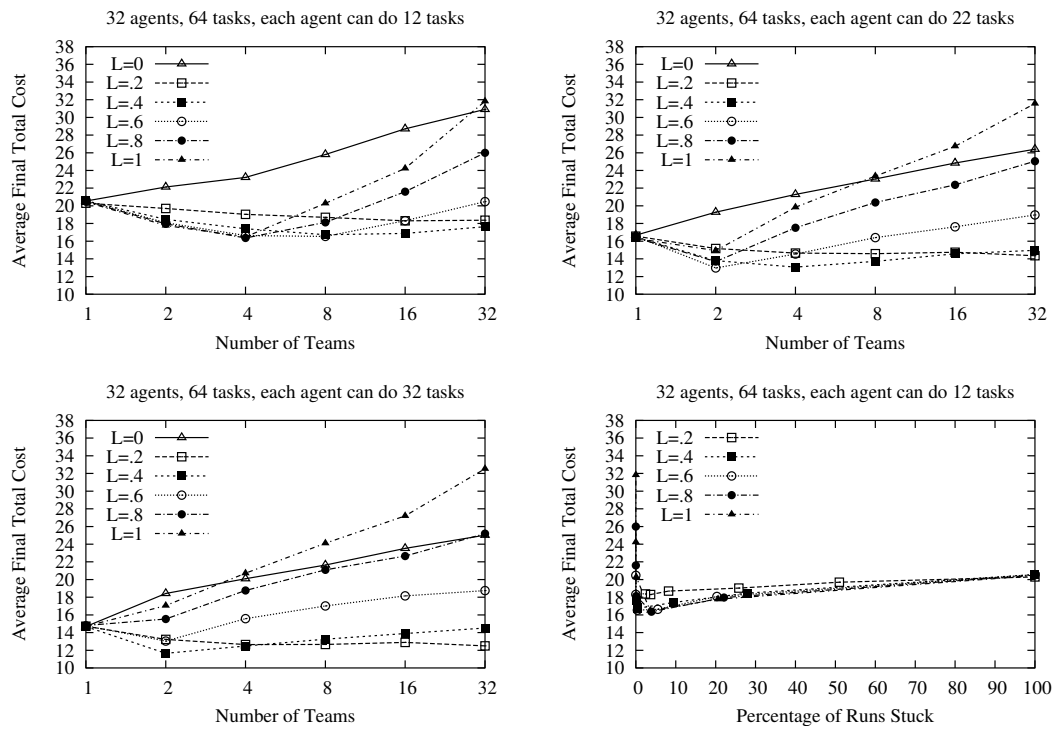 32 agents, 64 tasks, each agent can do 12 tasks
38
36
34
32
30
28
26
24
22
20
18
16
14
12
10
Average Final Total Cost
L=0
L=.2
L=.4
L=.6
L=.8
L=1
1 2 4 8 16 32
Number of Teams
32 agents, 64 tasks, each agent can do 22 tasks
38
36
34
32
30
28
26
24
22
20
18
16
14
12
10
Average Final Total Cost
L=0
L=.2
L=.4
L=.6
L=.8
L=1
1 2 4 8 16 32
Number of Teams
32 agents, 64 tasks, each agent can do 32 tasks
38
36
34
32
30
28
26
24
22
20
18
16
14
12
10
Average Final Total Cost
L=0
L=.2
L=.4
L=.6
L=.8
L=1
1 2 4 8 16 32
Number of Teams
32 agents, 64 tasks, each agent can do 12 tasks
38
36
34
32
30
28
26
24
22
20
18
16
14
12
10
Average Final Total Cost
L=.2
L=.4
L=.6
L=.8
L=1
0 10 20 30 40 50 60 70 80 90 100
Percentage of Runs Stuck